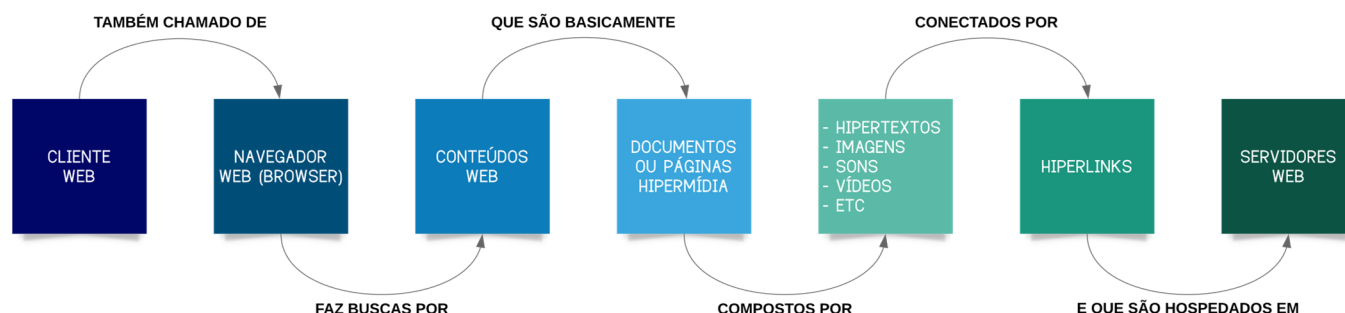 TAMBÉM CHAMADO DE
QUE SÃO BASICAMENTE
CONECTADOS POR
CLIENTE
WEB
NAVEGADOR
WEB (BROWSER)
CONTEÚDOS
WEB
DOCUMENTOS
OU PÁGINAS
HIPERMÍDIA
- HIPERTEXTOS
- IMAGENS
- SONS
- VÍDEOS
- ETC
HIPERLINKS
SERVIDORES
WEB
FAZ BUSCAS POR
COMPOSTOS POR
E QUE SÃO HOSPEDADOS EM